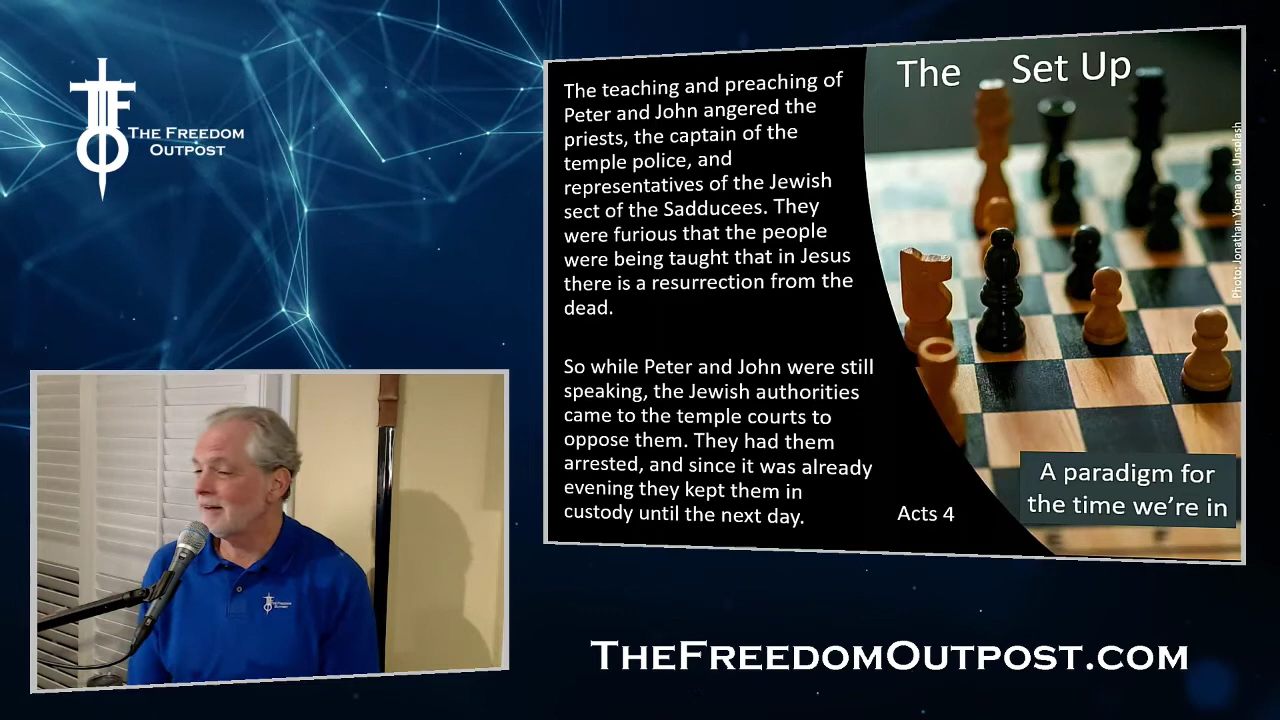 The Freedom
Outpost
The teaching and preaching of
Peter and John angered the
priests, the captain of the
temple police, and
representatives of the Jewish
sect of the Sadducees. They
were furious that the people
were being taught that in Jesus
there is a resurrection from the
dead.
So while Peter and John were still
speaking, the Jewish authorities
came to the temple courts to
oppose them. They had them
arrested, and since it was already
evening they kept them in
custody until the next day.
Acts 4
The Set Up
Photo: Jonathan Ybema on Unsplash
A paradigm for
the time we're in
The Freedom
Outpost
TheFreedomOutpost.com